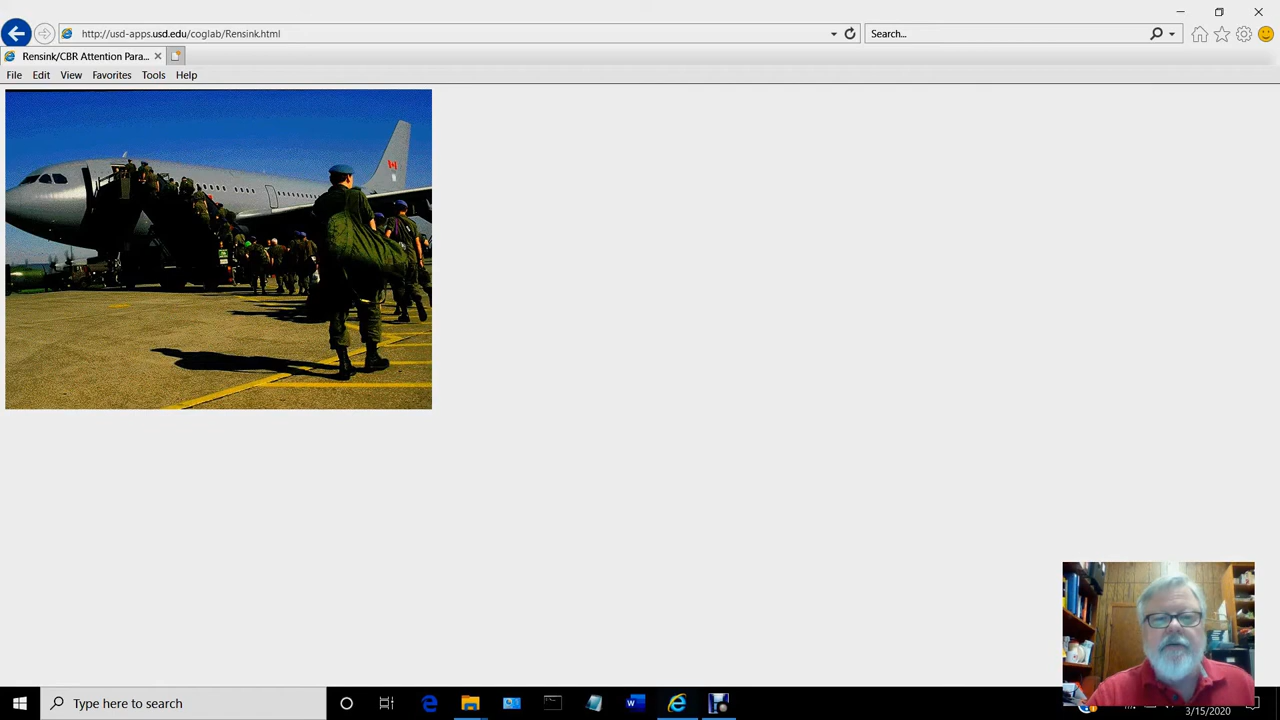 http://usd-apps.usd.edu/coglab/Rensink.html
Search...
Rensink/CBR Attention Para...
File Edit View Favorites Tools Help
Type here to search
3/15/2020